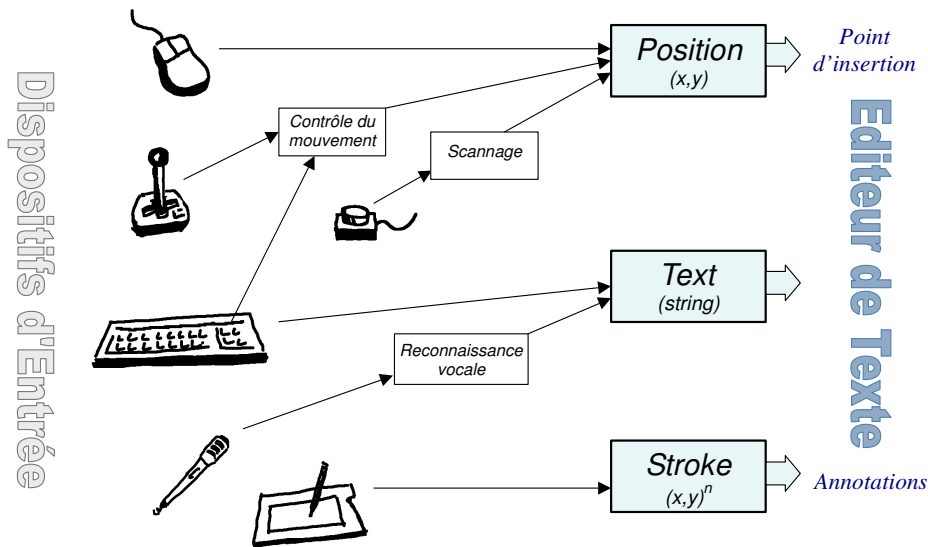 Dispositifs d'Entrée
Contrôle du
mouvement
Scannage
Reconnaissance
vocale
Position
(x,y)
Text
(string)
Stroke
(x,y)^n
Point
d'insertion
Annotations
Editeur de Texte